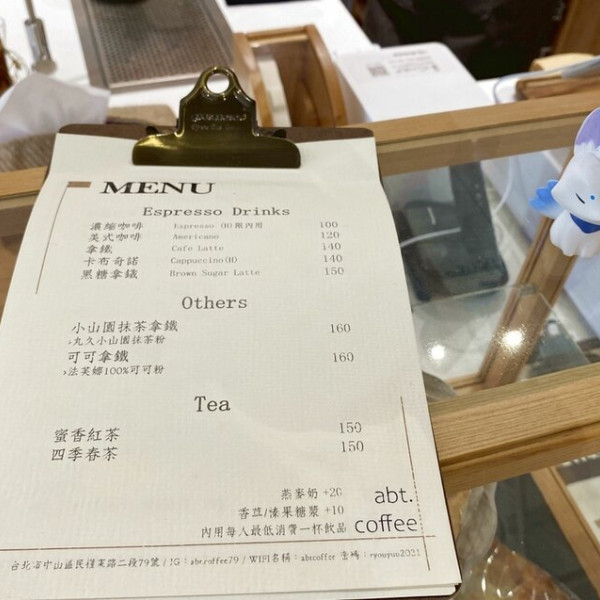 MENU
Espresso Drinks
濃縮咖啡 Espresso (H)限內用 100
美式咖啡 Americano 120
拿鐵 Cafe Latte 140
卡布奇諾 Cappuccino(H) 140
黑糖拿鐵 Brown Sugar Latte 150
Others
小山園抹茶拿鐵 160
丸久小山園抹茶粉
可可拿鐵 160
法芙娜100%可可粉
Tea
蜜香紅茶 150
四季春茶 150
燕麥奶 +20
香草/榛果糖漿 +10
內用每人最低消費一杯飲品
abt.
coffee
台北市中山區民權東路二段79號 / IG : abt.coffee79 / WIFI名稱 : abtcoffee 密碼 :